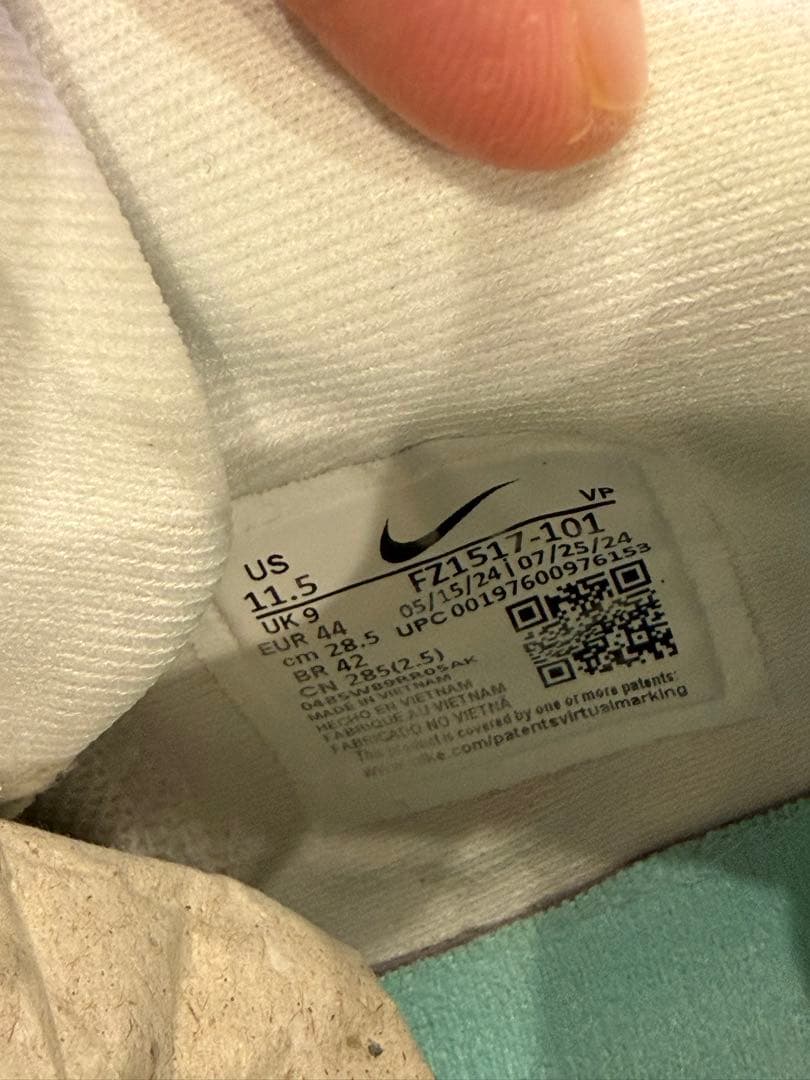 VP
US
11.5
FZ1517-101
UK 9
05/15/24 | 07/25/24
EUR 44
UPC 00197600976153
cm 28.5
BR 42
CN 285(2.5)
0485W89RR05AK
MADE IN VIETNAM
HECHO EN VIETNAM
FABRIQUE AU VIETNAM
FABRICADO NO VIETNÃ
This product is covered by one or more patents:
www.nike.com/patentsvirtualmarking